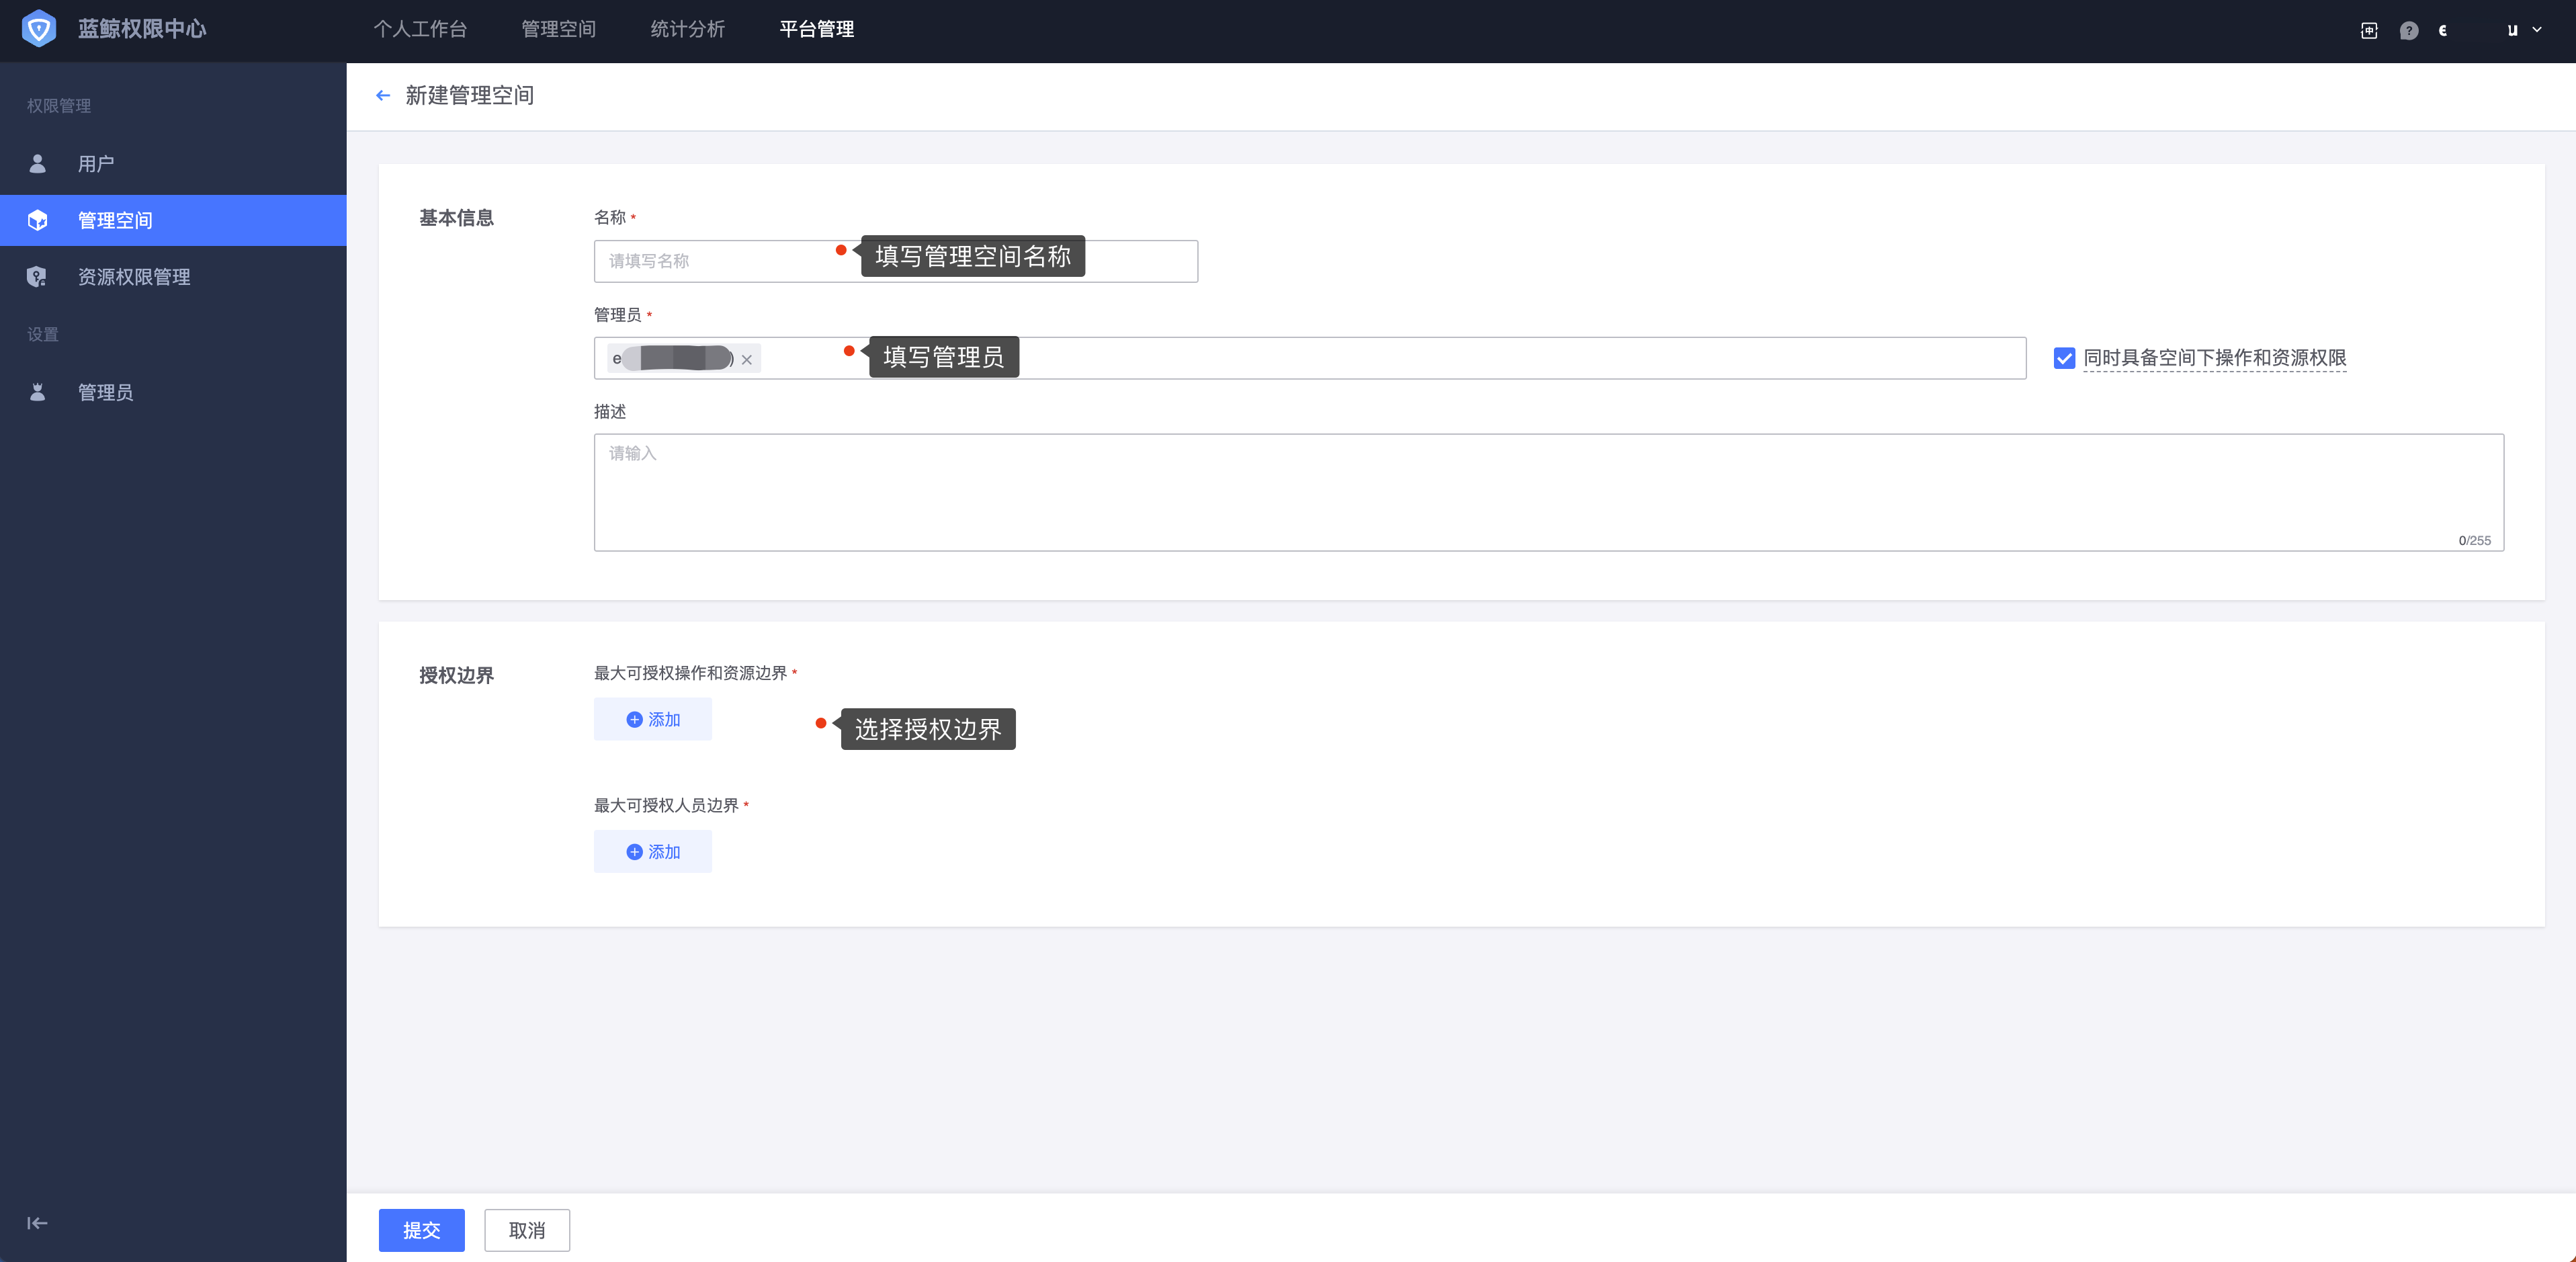 蓝鲸权限中心
个人工作台 管理空间 统计分析 平台管理
权限管理
用户
管理空间
资源权限管理
设置
管理员
新建管理空间
基本信息
名称 *
请填写名称
填写管理空间名称
管理员 *
填写管理员
同时具备空间下操作和资源权限
描述
请输入
0/255
授权边界
最大可授权操作和资源边界 *
添加
选择授权边界
最大可授权人员边界 *
添加
提交 取消